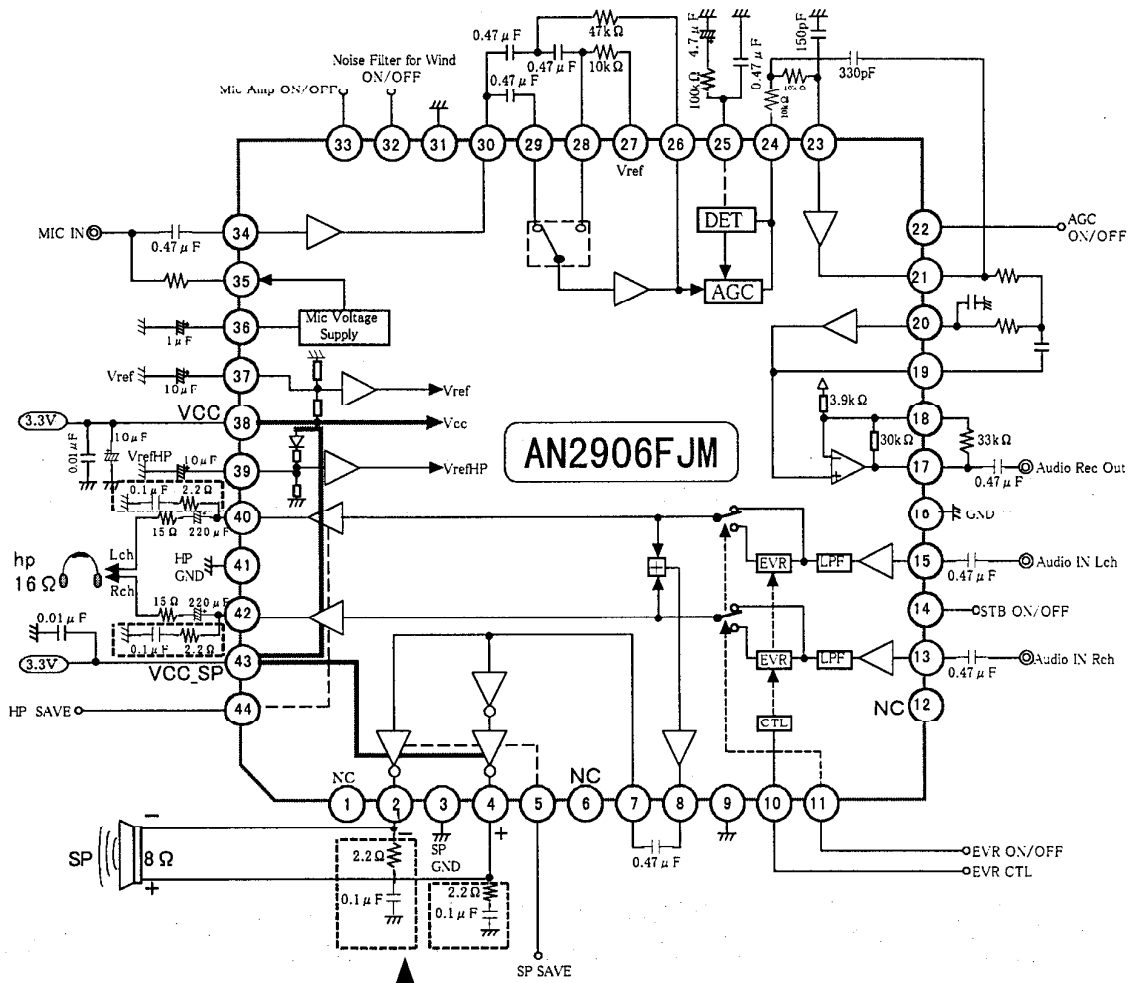 47kΩ
0.47μF
0.47μF
10kΩ
0.47μF
4.7μF
100kΩ
0.47μF
150pF
330pF
10kΩ
Noise Filter for Wind
ON/OFF
Mic Amp ON/OFF
33
32
31
30
29
28
27
26
25
24
23
Vref
MIC IN
0.47μF
34
35
36
1μF
Mic Voltage
Supply
DET
AGC
22
AGC
ON/OFF
21
20
19
Vref
10μF
37
Vref
3.3V
VCC
38
Vcc
0.01μF
10μF
VrefHP
10μF
39
VrefHP
AN2906FJM
3.9kΩ
30kΩ
18
33kΩ
17
0.47μF
Audio Rec Out
16
GND
0.1μF
2.2Ω
40
15Ω
220μF
Lch
hp
16Ω
Rch
HP
GND
41
15Ω
220μF
42
0.01μF
0.1μF
2.2Ω
3.3V
VCC_SP
43
HP SAVE
44
EVR
LPF
15
0.47μF
Audio IN Lch
14
STB ON/OFF
EVR
LPF
13
0.47μF
Audio IN Rch
NC
12
CTL
NC
1
2
3
4
5
NC
6
7
8
9
10
11
SP
GND
−
+
0.47μF
SP
8Ω
−
+
2.2Ω
0.1μF
2.2Ω
0.1μF
EVR ON/OFF
EVR CTL
SP SAVE